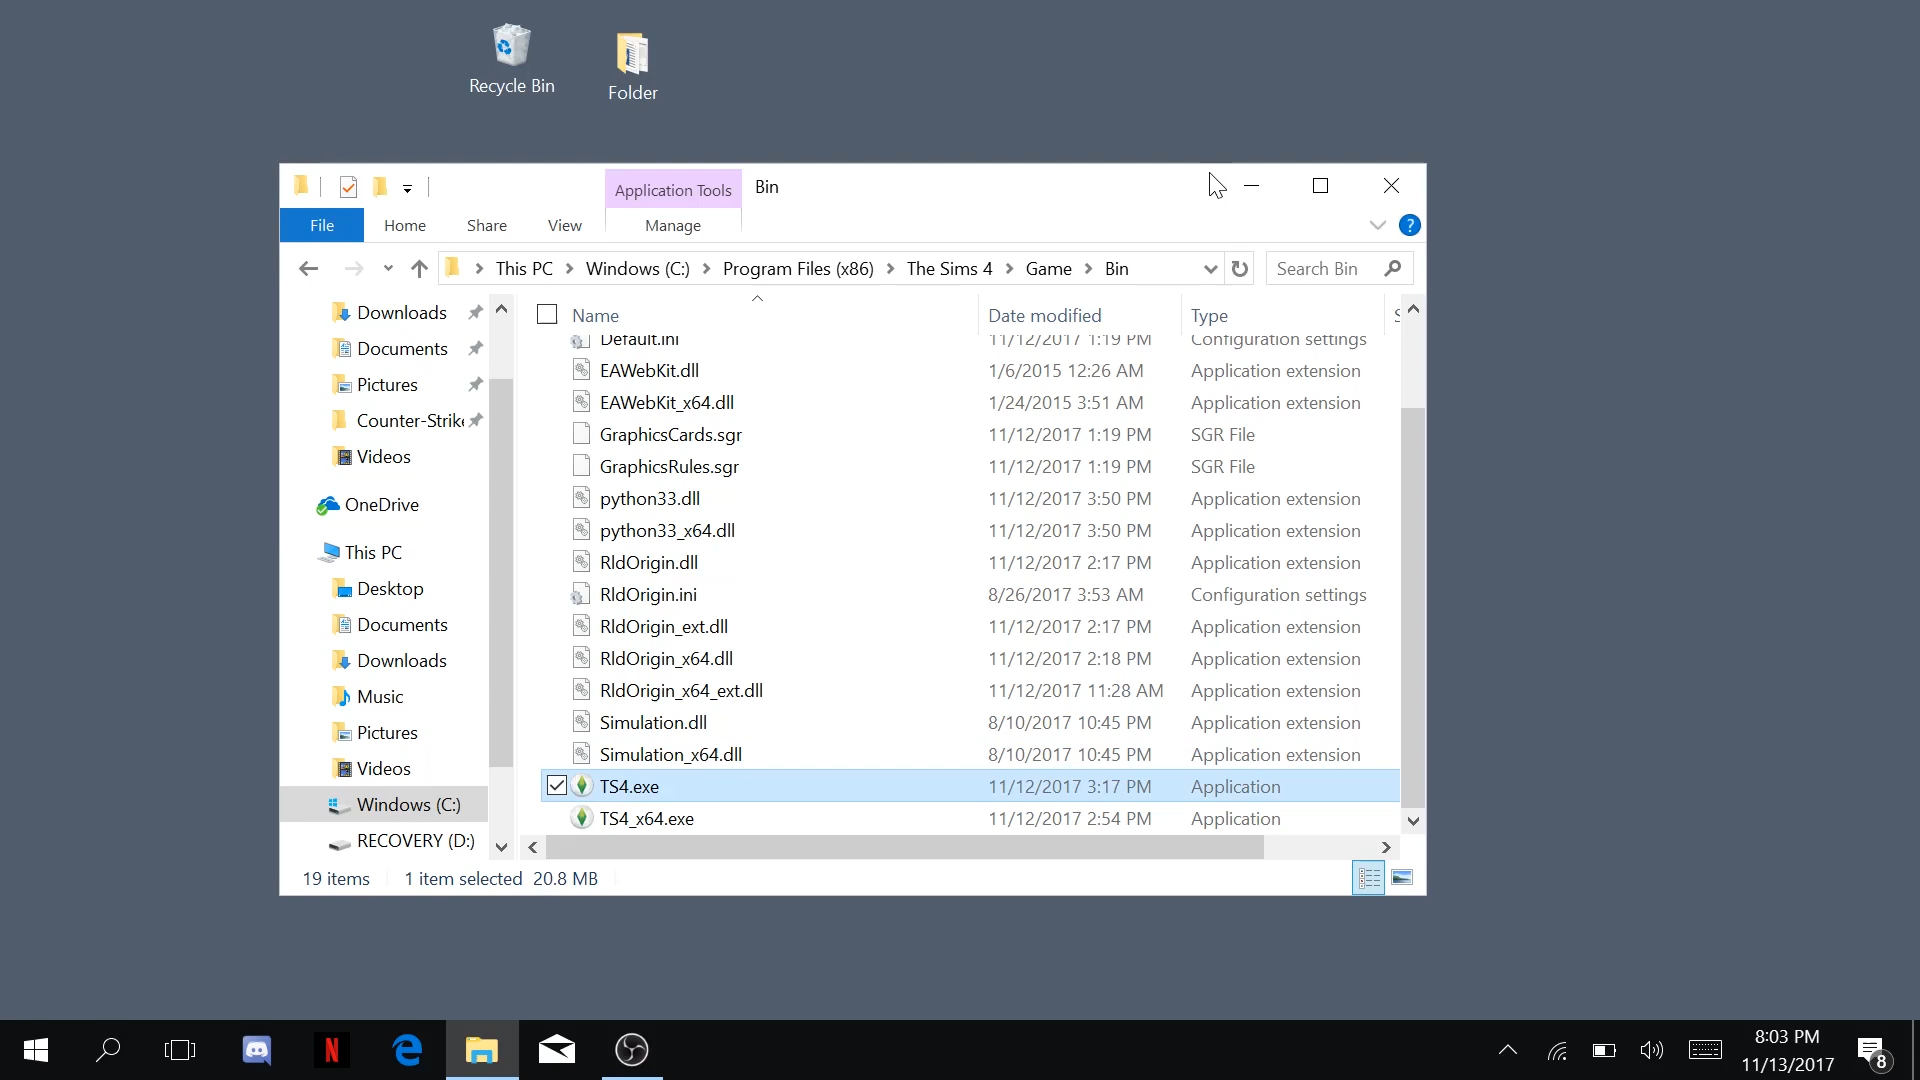 Recycle Bin
Folder
Application Tools
Bin
File
Home
Share
View
Manage
This PC
Windows (C:)
Program Files (x86)
The Sims 4
Game
Bin
Search Bin
Downloads
Documents
Pictures
Counter-Strike
Videos
OneDrive
This PC
Desktop
Documents
Downloads
Music
Pictures
Videos
Windows (C:)
RECOVERY (D:)
Name Date modified Type
Default.ini 11/12/2017 1:19 PM Configuration settings
EAWebKit.dll 1/6/2015 12:26 AM Application extension
EAWebKit_x64.dll 1/24/2015 3:51 AM Application extension
GraphicsCards.sgr 11/12/2017 1:19 PM SGR File
GraphicsRules.sgr 11/12/2017 1:19 PM SGR File
python33.dll 11/12/2017 3:50 PM Application extension
python33_x64.dll 11/12/2017 3:50 PM Application extension
RldOrigin.dll 11/12/2017 2:17 PM Application extension
RldOrigin.ini 8/26/2017 3:53 AM Configuration settings
RldOrigin_ext.dll 11/12/2017 2:17 PM Application extension
RldOrigin_x64.dll 11/12/2017 2:18 PM Application extension
RldOrigin_x64_ext.dll 11/12/2017 11:28 AM Application extension
Simulation.dll 8/10/2017 10:45 PM Application extension
Simulation_x64.dll 8/10/2017 10:45 PM Application extension
TS4.exe 11/12/2017 3:17 PM Application
TS4_x64.exe 11/12/2017 2:54 PM Application
19 items 1 item selected 20.8 MB
8:03 PM
11/13/2017
8